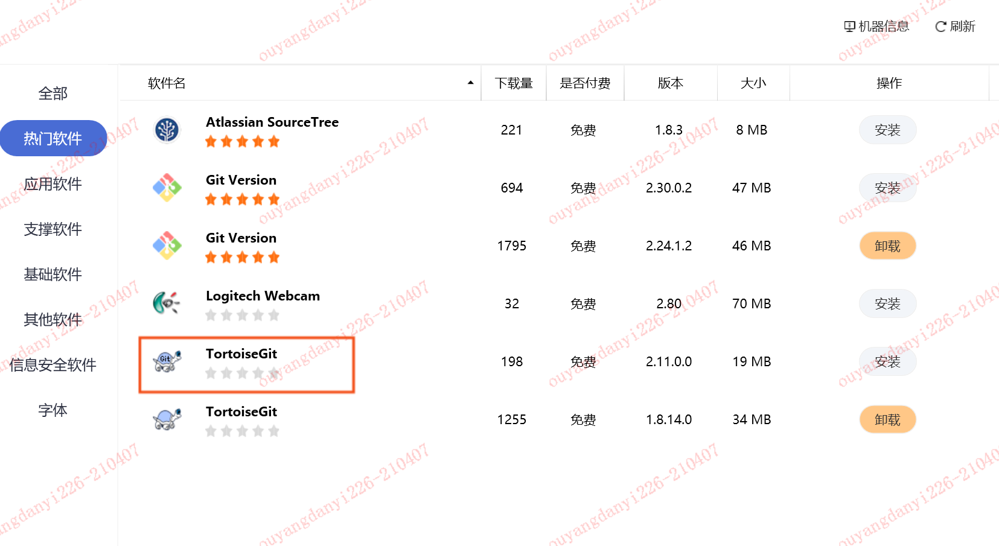 机器信息 刷新
软件名 下载量 是否付费 版本 大小 操作
全部
热门软件
应用软件
支撑软件
基础软件
其他软件
信息安全软件
字体
Atlassian SourceTree 221 免费 1.8.3 8 MB 安装
Git Version 694 免费 2.30.0.2 47 MB 安装
Git Version 1795 免费 2.24.1.2 46 MB 卸载
Logitech Webcam 32 免费 2.80 70 MB 安装
Git
TortoiseGit 198 免费 2.11.0.0 19 MB 安装
TortoiseGit 1255 免费 1.8.14.0 34 MB 卸载
ouyangdanyi226-210407